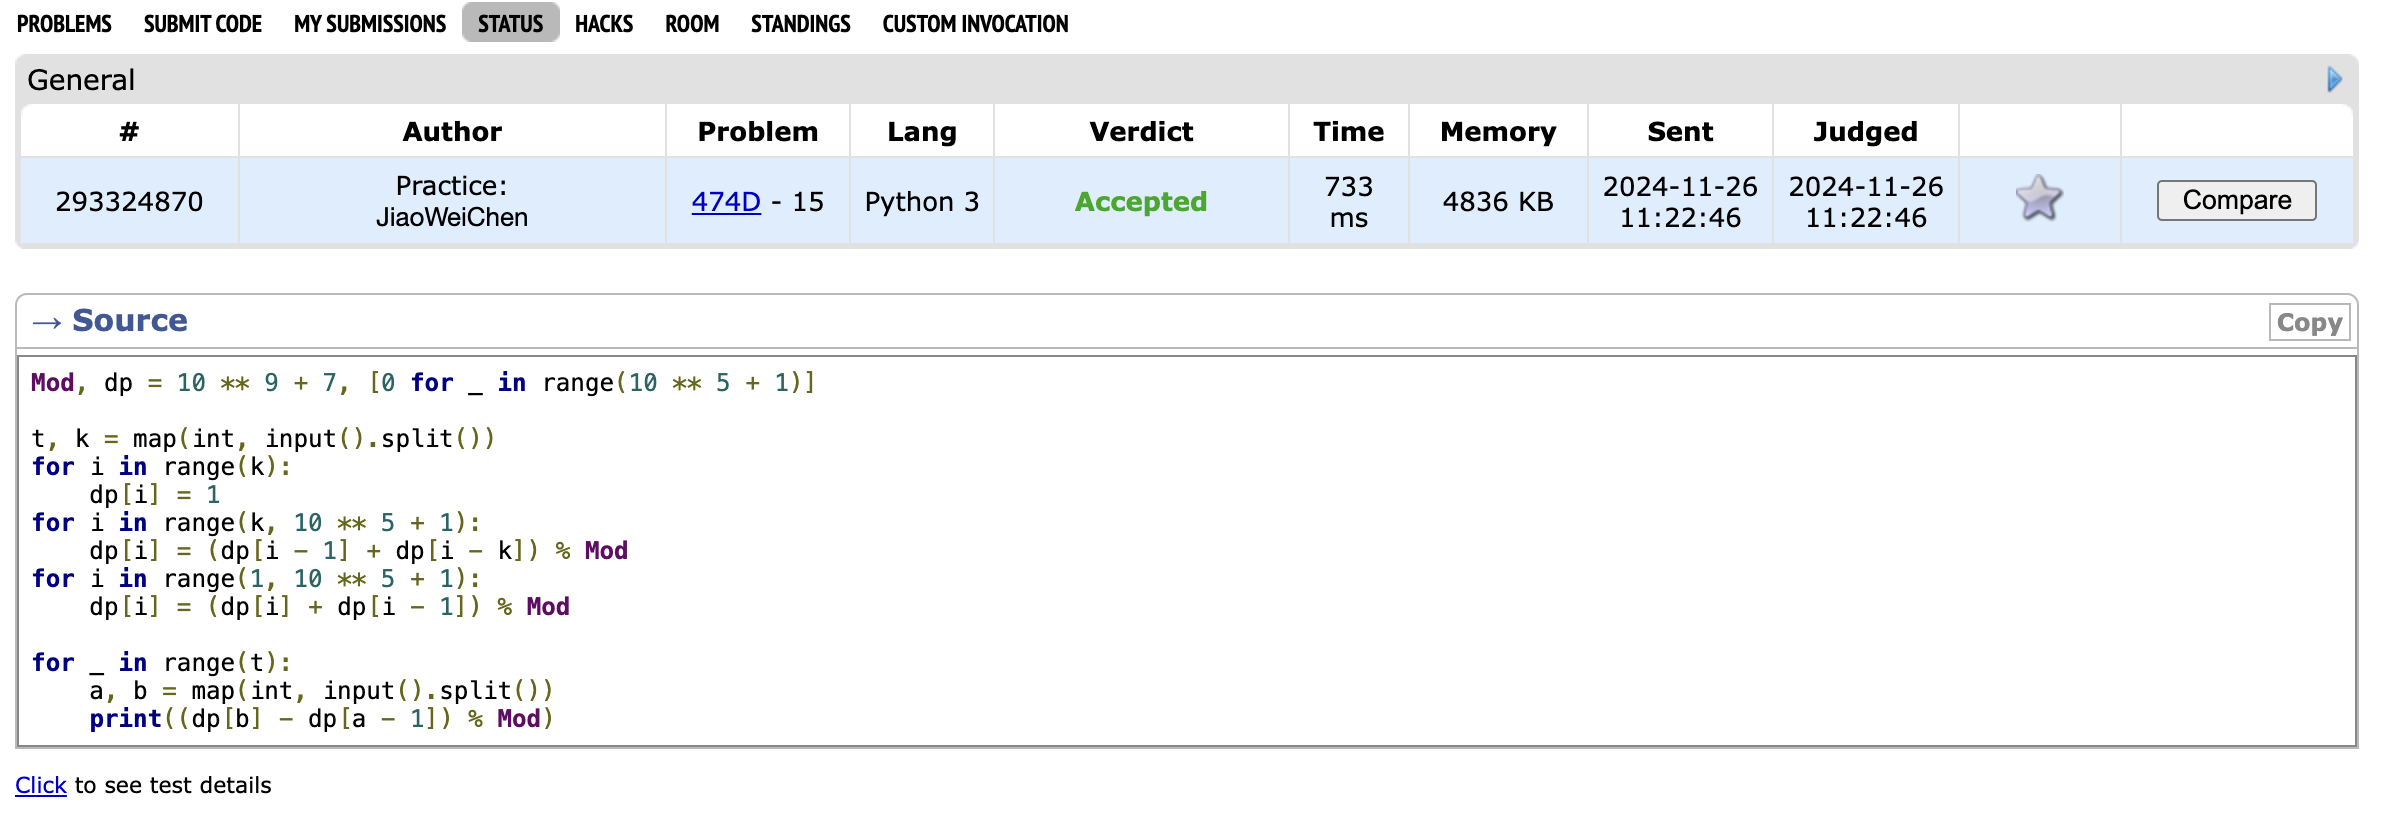 PROBLEMS SUBMIT CODE MY SUBMISSIONS STATUS HACKS ROOM STANDINGS CUSTOM INVOCATION
General
# Author Problem Lang Verdict Time Memory Sent Judged
293324870 Practice: JiaoWeiChen 474D - 15 Python 3 Accepted 733 ms 4836 KB 2024-11-26 11:22:46 2024-11-26 11:22:46 Compare
→ Source Copy
Mod, dp = 10 ** 9 + 7, [0 for _ in range(10 ** 5 + 1)]
t, k = map(int, input().split())
for i in range(k):
    dp[i] = 1
for i in range(k, 10 ** 5 + 1):
    dp[i] = (dp[i - 1] + dp[i - k]) % Mod
for i in range(1, 10 ** 5 + 1):
    dp[i] = (dp[i] + dp[i - 1]) % Mod
for _ in range(t):
    a, b = map(int, input().split())
    print((dp[b] - dp[a - 1]) % Mod)
Click to see test details